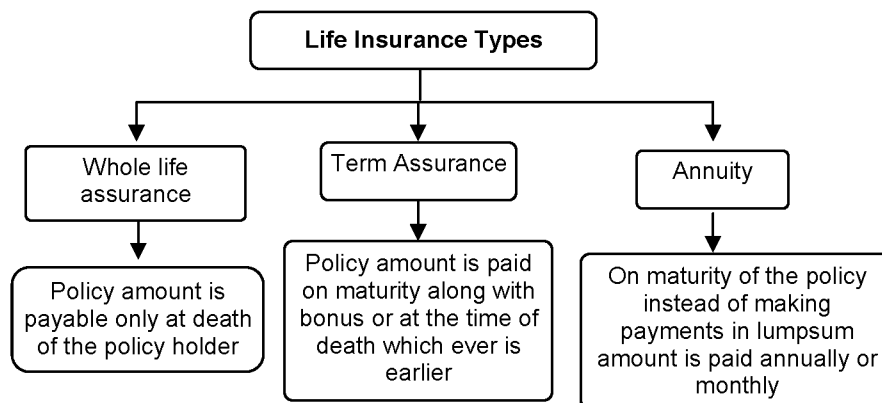 Life Insurance Types
Whole life
assurance
Term Assurance
Annuity
Policy amount is
payable only at death
of the policy holder
Policy amount is paid
on maturity along with
bonus or at the time of
death which ever is
earlier
On maturity of the policy
instead of making
payments in lumpsum
amount is paid annually or
monthly